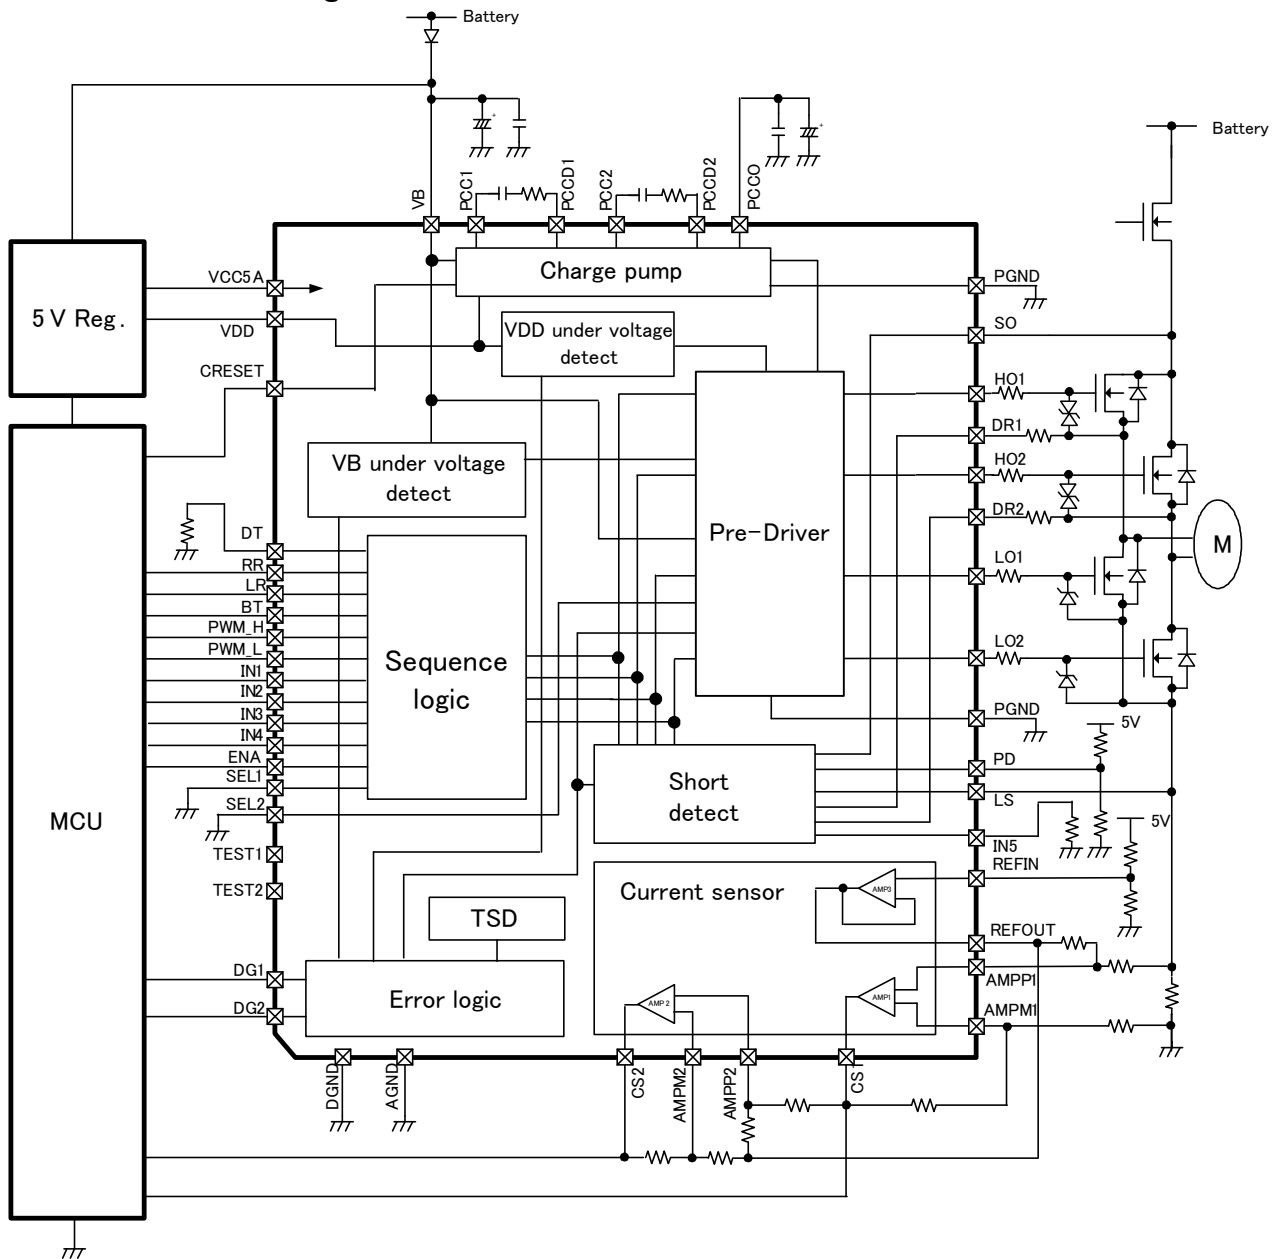 g
Battery
Battery
VB
PCC1
PCCD1
PCC2
PCCD2
PCCO
5V Reg.
VCC5A
VDD
CRESET
Charge pump
VDD under voltage
detect
VB under voltage
detect
Pre-Driver
PGND
SO
HO1
DR1
HO2
DR2
LO1
LO2
M
DT
RR
LR
BT
PWM_H
PWM_L
IN1
IN2
IN3
IN4
ENA
SEL1
SEL2
TEST1
TEST2
Sequence
logic
MCU
PGND
5V
PD
LS
5V
IN5
REFIN
Short
detect
Current sensor
AMP3
TSD
REFOUT
AMPP1
AMPM1
AMP1
AMP2
DG1
DG2
Error logic
DGND
AGND
CS2
AMPM2
AMPP2
CS1